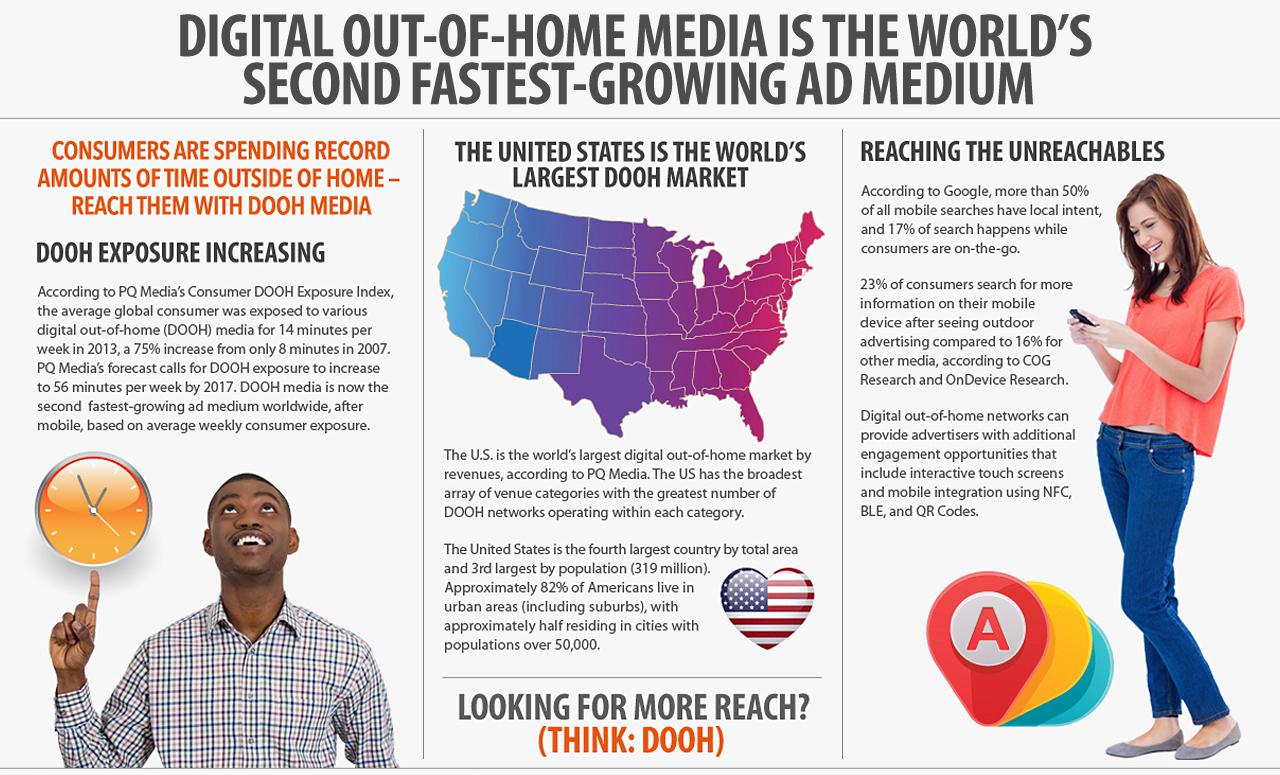 DIGITAL OUT-OF-HOME MEDIA IS THE WORLD'S
SECOND FASTEST-GROWING AD MEDIUM
CONSUMERS ARE SPENDING RECORD
AMOUNTS OF TIME OUTSIDE OF HOME –
REACH THEM WITH DOOH MEDIA
DOOH EXPOSURE INCREASING
According to PQ Media's Consumer DOOH Exposure Index,
the average global consumer was exposed to various
digital out-of-home (DOOH) media for 14 minutes per
week in 2013, a 75% increase from only 8 minutes in 2007.
PQ Media's forecast calls for DOOH exposure to increase
to 56 minutes per week by 2017. DOOH media is now the
second fastest-growing ad medium worldwide, after
mobile, based on average weekly consumer exposure.
THE UNITED STATES IS THE WORLD'S
LARGEST DOOH MARKET
The U.S. is the world's largest digital out-of-home market by
revenues, according to PQ Media. The US has the broadest
array of venue categories with the greatest number of
DOOH networks operating within each category.
The United States is the fourth largest country by total area
and 3rd largest by population (319 million).
Approximately 82% of Americans live in
urban areas (including suburbs), with
approximately half residing in cities with
populations over 50,000.
LOOKING FOR MORE REACH?
(THINK: DOOH)
REACHING THE UNREACHABLES
According to Google, more than 50%
of all mobile searches have local intent,
and 17% of search happens while
consumers are on-the-go.
23% of consumers search for more
information on their mobile
device after seeing outdoor
advertising compared to 16% for
other media, according to COG
Research and OnDevice Research.
Digital out-of-home networks can
provide advertisers with additional
engagement opportunities that
include interactive touch screens
and mobile integration using NFC,
BLE, and QR Codes.
A